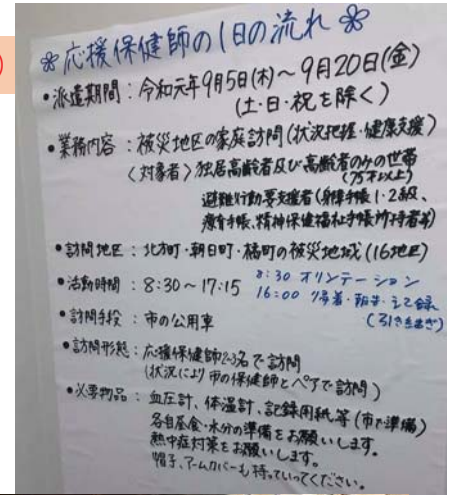 )
❀応援保健師の1日の流れ❀
•派遣期間：令和元年9月5日(木)～9月20日(金)
(土・日・祝を除く)
•業務内容：被災地区の家庭訪問(状況把握・健康支援)
〈対象者〉独居高齢者及び高齢者のみの世帯
(75才以上)
避難行動要支援者(身障手帳1・2級、
療育手帳、精神保健福祉手帳所持者等)
•訪問地区：北方町・朝日町・橘町の被災地域(16地区)
•活動時間：8:30～17:15
8:30 オリンテーション
16:00 帰着・報告・記録
(引き継ぎ)
•訪問手段：市の公用車
•訪問形態：応援保健師2~3名で訪問
(状況により市の保健師とペアで訪問)
•必要物品：血圧計、体温計、記録用紙等(市で準備)
各自昼食・水分の準備をお願いします。
熱中症対策をお願いします。
帽子、アームカバーも持っていってください。